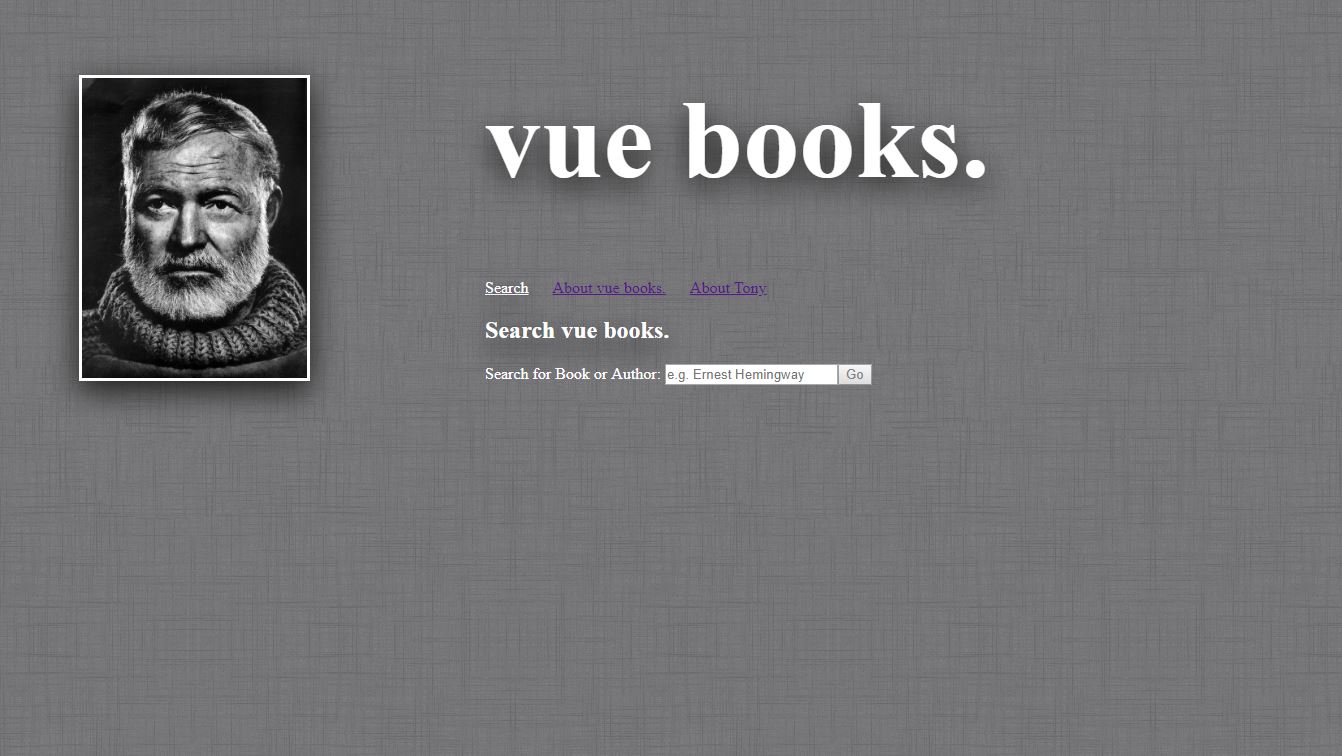 vue books.
Search About vue books. About Tony
Search vue books.
Search for Book or Author: e.g. Ernest Hemingway Go